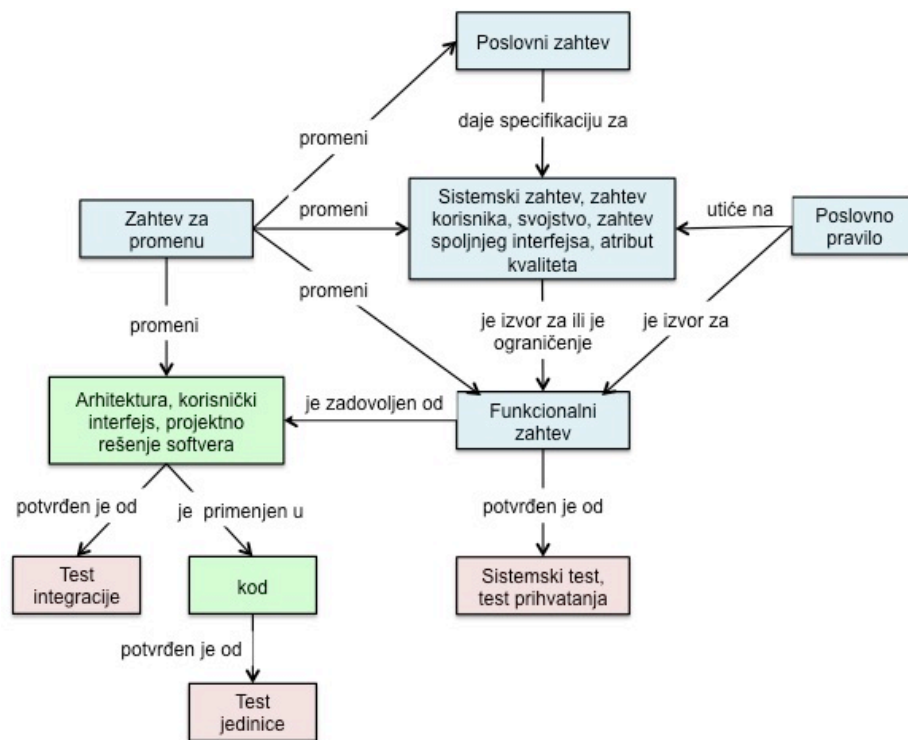 Poslovni zahtev
daje specifikaciju za
promeni
Zahtev za
promenu
promeni
Sistemski zahtev, zahtev
korisnika, svojstvo, zahtev
spoljnjeg interfejsa, atribut
kvaliteta
utiće na
Poslovno
pravilo
promeni
promeni
je izvor za ili je
ograničenje
je izvor za
Arhitektura, korisnički
interfejs, projektno
rešenje softvera
je zadovoljen od
Funkcionalni
zahtev
potvrđen je od
je primenjen u
potvrđen je od
Test
integracije
kod
Sistemski test,
test prihvatanja
potvrđen je od
Test
jedinice